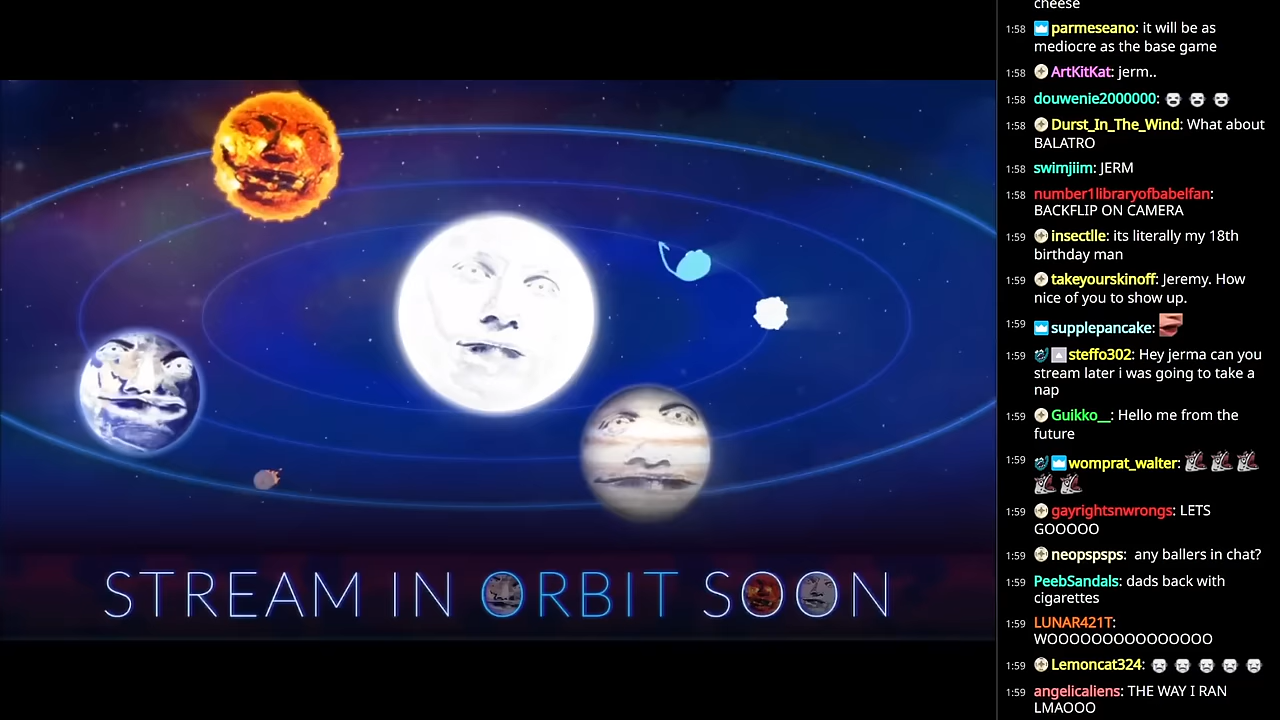 STREAM IN ORBIT SOON
cheese
1:58 parmeseano: it will be as
mediocre as the base game
1:58 ArtKitKat: jerm..
1:58 douwenie2000000:
1:58 Durst_In_The_Wind: What about
BALATRO
1:58 swimjiim: JERM
1:58 number1libraryofbabelfan:
BACKFLIP ON CAMERA
1:59 insectlle: its literally my 18th
birthday man
1:59 takeyourskinoff: Jeremy. How
nice of you to show up.
1:59 supplepancake:
1:59 steffo302: Hey jerma can you
stream later i was going to take a
nap
1:59 Guikko__: Hello me from the
future
1:59 womprat_walter:
1:59 gayrightsnwrongs: LETS
GOOOOO
1:59 neopspsps: any ballers in chat?
1:59 PeebSandals: dads back with
cigarettes
1:59 LUNAR421T:
WOOOOOOOOOOOOOOO
1:59 Lemoncat324:
1:59 angelicaliens: THE WAY I RAN
LMAOOO